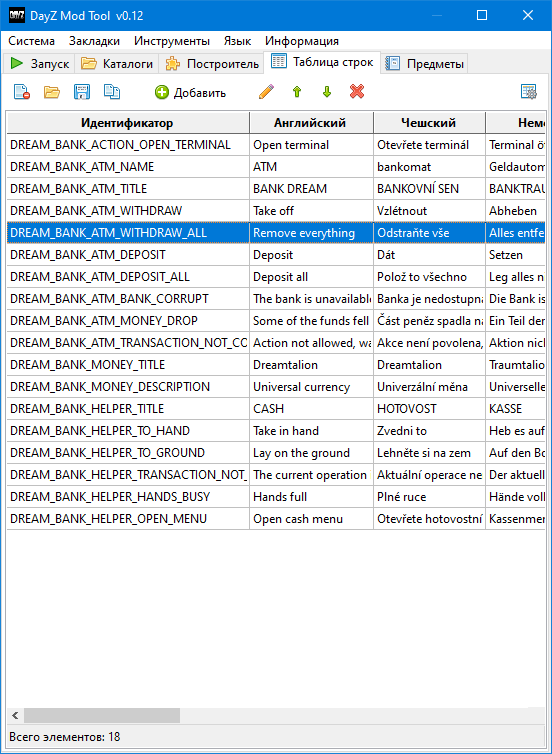 DAYZ DayZ Mod Tool v0.12
Система Закладки Инструменты Язык Информация
Запуск Каталоги Построитель Таблица строк Предметы
Добавить
Идентификатор Английский Чешский Нем
DREAM_BANK_ACTION_OPEN_TERMINAL Open terminal Otevřete terminál Terminal öf
DREAM_BANK_ATM_NAME ATM bankomat Geldautom
DREAM_BANK_ATM_TITLE BANK DREAM BANKOVNÍ SEN BANKTRAU
DREAM_BANK_ATM_WITHDRAW Take off Vzlétnout Abheben
DREAM_BANK_ATM_WITHDRAW_ALL Remove everything Odstraňte vše Alles entfe
DREAM_BANK_ATM_DEPOSIT Deposit Dát Setzen
DREAM_BANK_ATM_DEPOSIT_ALL Deposit all Polož to všechno Leg alles n
DREAM_BANK_ATM_BANK_CORRUPT The bank is unavailable Banka je nedostupna Die Bank is
DREAM_BANK_ATM_MONEY_DROP Some of the funds fell Část peněz spadla na Ein Teil der
DREAM_BANK_ATM_TRANSACTION_NOT_CO Action not allowed, wa Akce není povolena, Aktion nich
DREAM_BANK_MONEY_TITLE Dreamtalion Dreamtalion Traumtalion
DREAM_BANK_MONEY_DESCRIPTION Universal currency Univerzální měna Universelle
DREAM_BANK_HELPER_TITLE CASH HOTOVOST KASSE
DREAM_BANK_HELPER_TO_HAND Take in hand Zvedni to Heb es auf
DREAM_BANK_HELPER_TO_GROUND Lay on the ground Lehněte si na zem Auf den Bo
DREAM_BANK_HELPER_TRANSACTION_NOT_ The current operation Aktuální operace ne Der aktuell
DREAM_BANK_HELPER_HANDS_BUSY Hands full Plné ruce Hände voll
DREAM_BANK_HELPER_OPEN_MENU Open cash menu Otevřete hotovostní Kassenmer
Всего элементов: 18